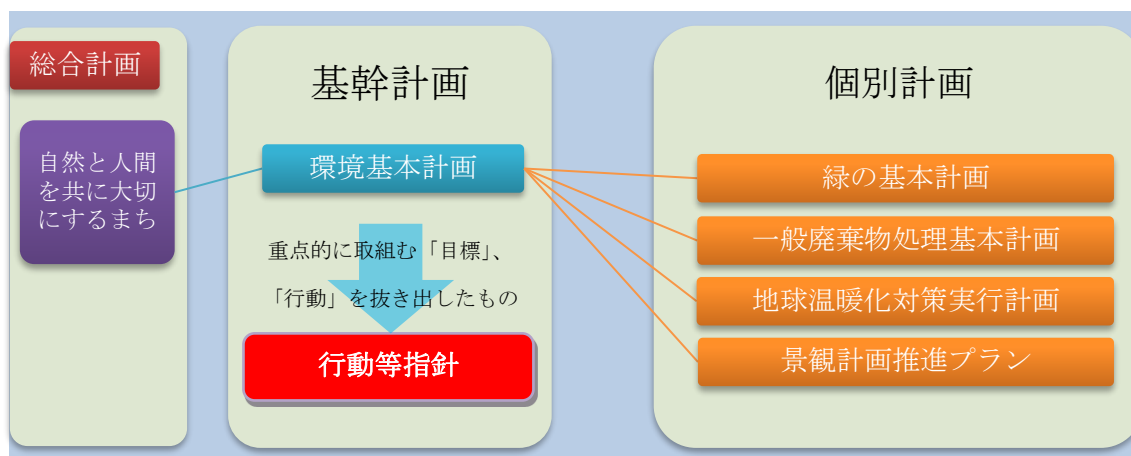 総合計画
自然と人間
を共に大切
にするまち
基幹計画
環境基本計画
重点的に取組む「目標」、
「行動」を抜き出したもの
行動等指針
個別計画
緑の基本計画
一般廃棄物処理基本計画
地球温暖化対策実行計画
景観計画推進プラン